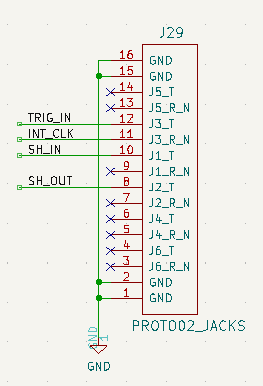 J29
16 GND
15 GND
14 J5_T
13 J5_R_N
TRIG_IN 12 J3_T
INT_CLK 11 J3_R_N
SH_IN 10 J1_T
9 J1_R_N
SH_OUT 8 J2_T
7 J2_R_N
6 J4_T
5 J4_R_N
4 J6_T
3 J6_R_N
2 GND
1 GND
PROTO02_JACKS
GND
1
GND